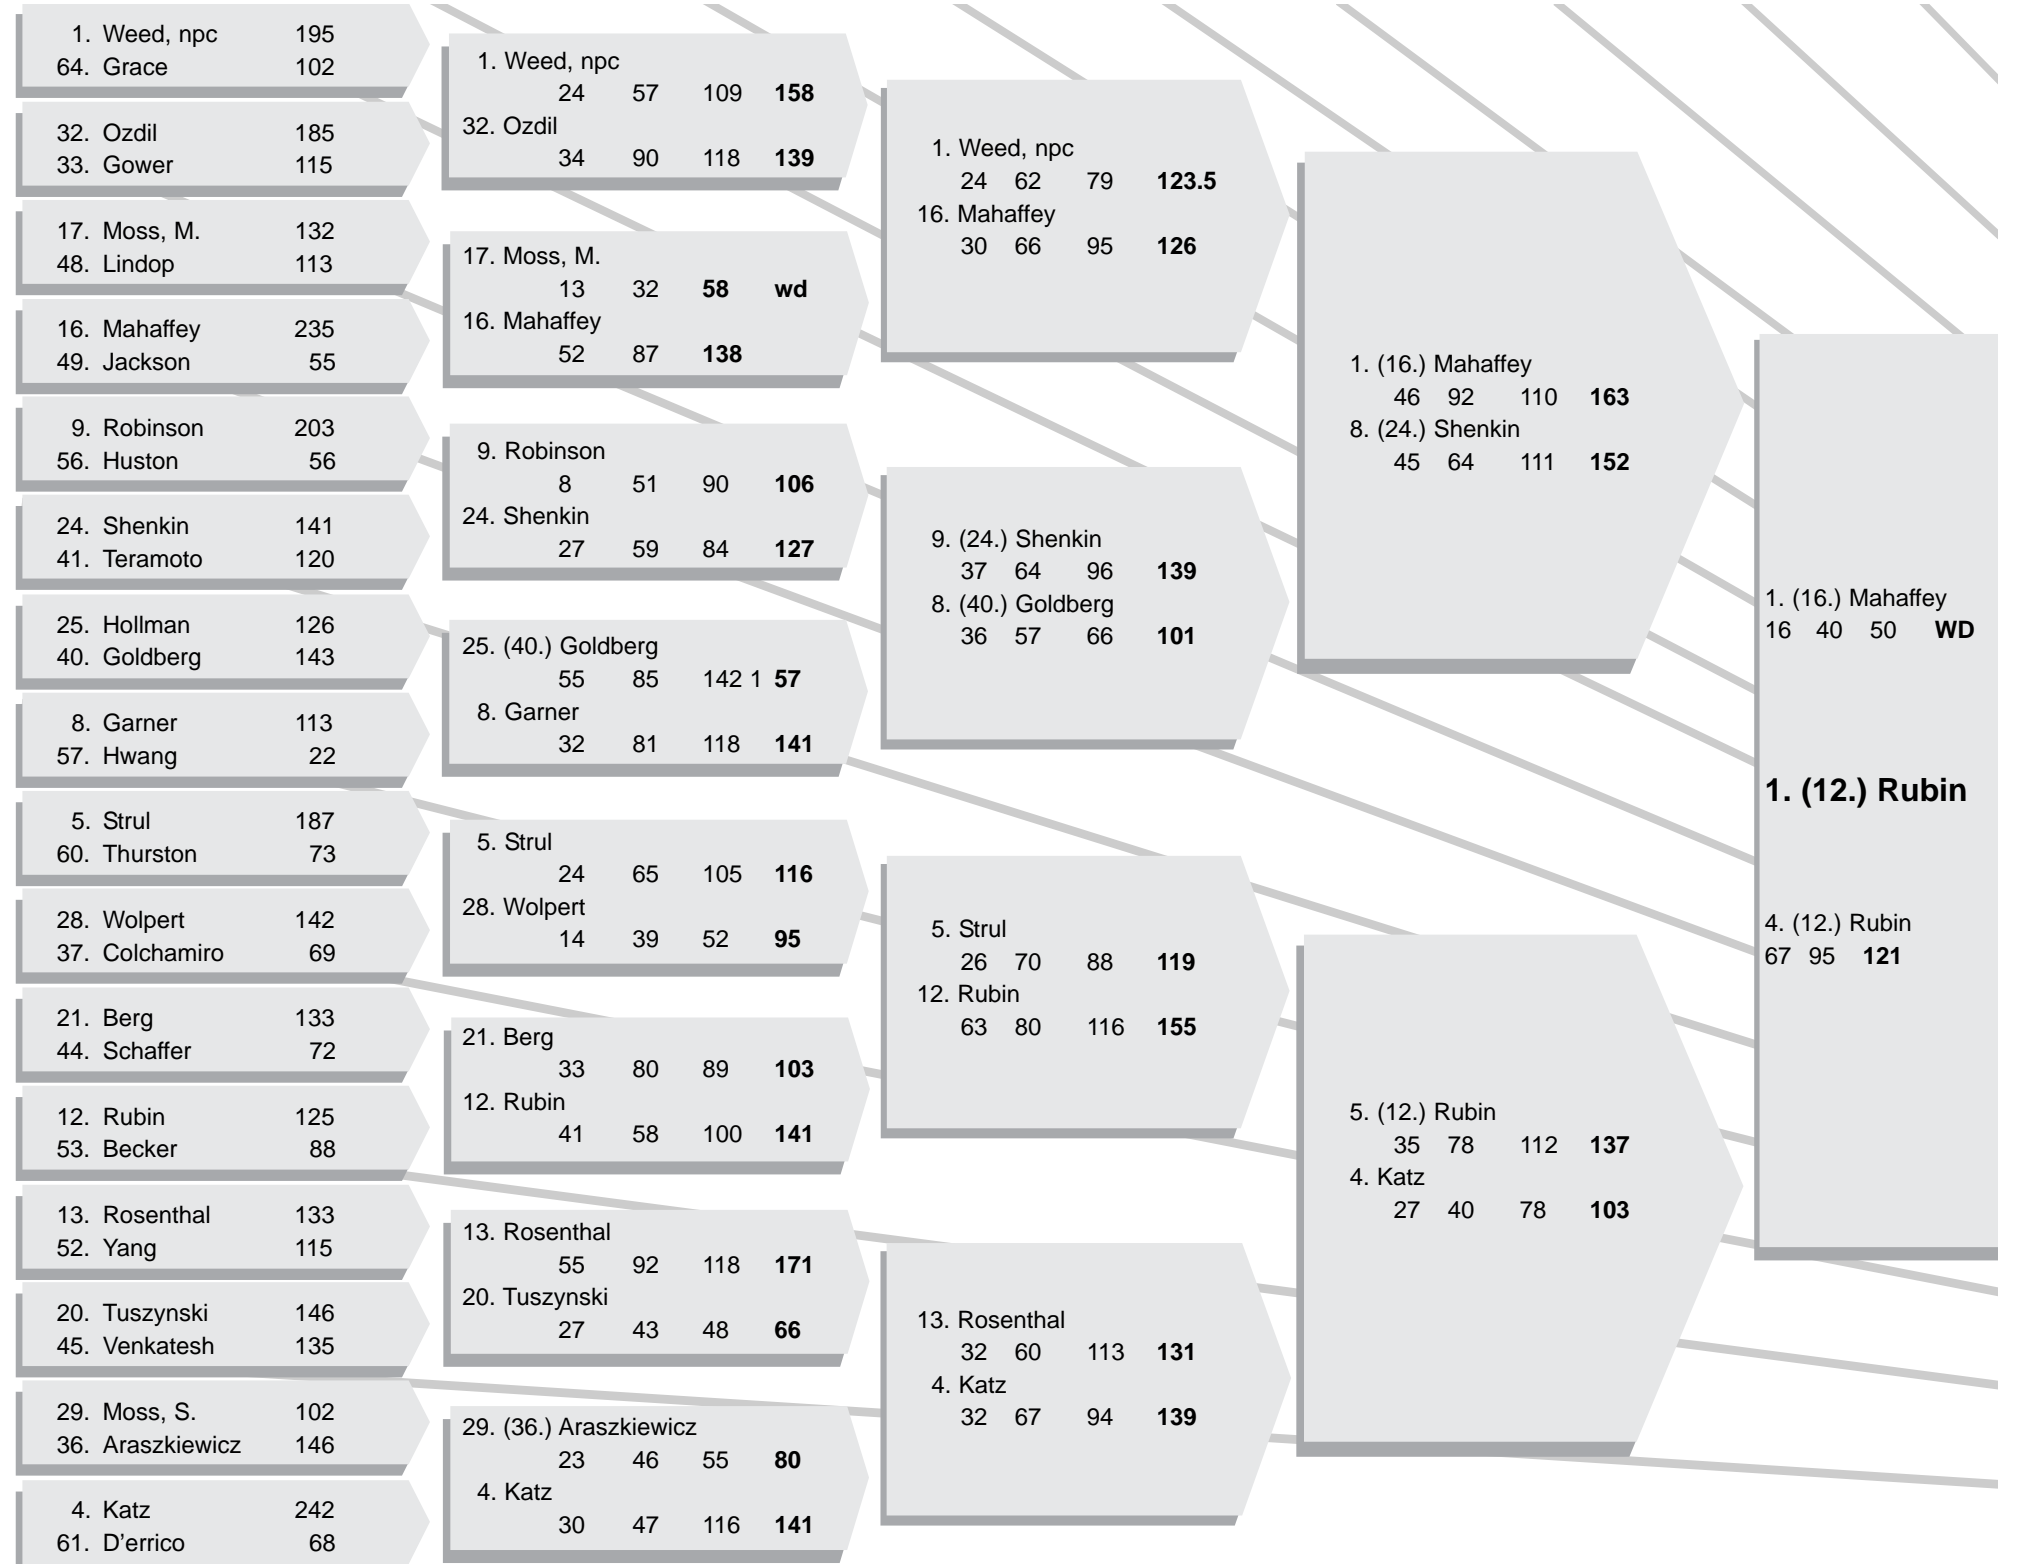 1. Weed, npc 195
64. Grace 102
32. Ozdil 185
33. Gower 115
17. Moss, M. 132
48. Lindop 113
16. Mahaffey 235
49. Jackson 55
9. Robinson 203
56. Huston 56
24. Shenkin 141
41. Teramoto 120
25. Hollman 126
40. Goldberg 143
8. Garner 113
57. Hwang 22
5. Strul 187
60. Thurston 73
28. Wolpert 142
37. Colchamiro 69
21. Berg 133
44. Schaffer 72
12. Rubin 125
53. Becker 88
13. Rosenthal 133
52. Yang 115
20. Tuszynski 146
45. Venkatesh 135
29. Moss, S. 102
36. Araszkiewicz 146
4. Katz 242
61. D'errico 68
1. Weed, npc
24 57 109 158
32. Ozdil
34 90 118 139
17. Moss, M.
13 32 58 wd
16. Mahaffey
52 87 138
9. Robinson
8 51 90 106
24. Shenkin
27 59 84 127
25. (40.) Goldberg
55 85 142 1 57
8. Garner
32 81 118 141
5. Strul
24 65 105 116
28. Wolpert
14 39 52 95
21. Berg
33 80 89 103
12. Rubin
41 58 100 141
13. Rosenthal
55 92 118 171
20. Tuszynski
27 43 48 66
29. (36.) Araszkiewicz
23 46 55 80
4. Katz
30 47 116 141
1. Weed, npc
24 62 79 123.5
16. Mahaffey
30 66 95 126
9. (24.) Shenkin
37 64 96 139
8. (40.) Goldberg
36 57 66 101
5. Strul
26 70 88 119
12. Rubin
63 80 116 155
13. Rosenthal
32 60 113 131
4. Katz
32 67 94 139
1. (16.) Mahaffey
46 92 110 163
8. (24.) Shenkin
45 64 111 152
5. (12.) Rubin
35 78 112 137
4. Katz
27 40 78 103
1. (16.) Mahaffey
16 40 50 WD
1. (12.) Rubin
4. (12.) Rubin
67 95 121